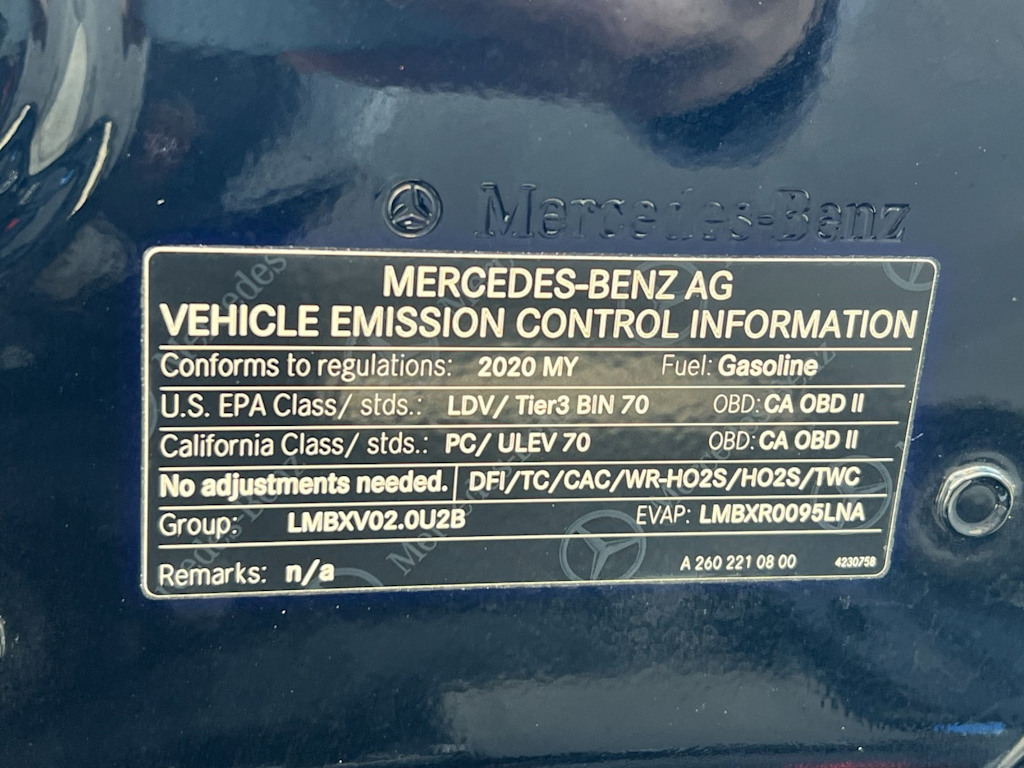 Mercedes-Benz
MERCEDES-BENZ AG
VEHICLE EMISSION CONTROL INFORMATION
Conforms to regulations: 2020 MY Fuel: Gasoline
U.S. EPA Class/ stds.: LDV/ Tier3 BIN 70 OBD: CA OBD II
California Class/ stds.: PC/ ULEV 70 OBD: CA OBD II
No adjustments needed. DFI/TC/CAC/WR-HO2S/HO2S/TWC
Group: LMBXV02.0U2B EVAP: LMBXR0095LNA
Remarks: n/a A 260 221 08 00 4230758